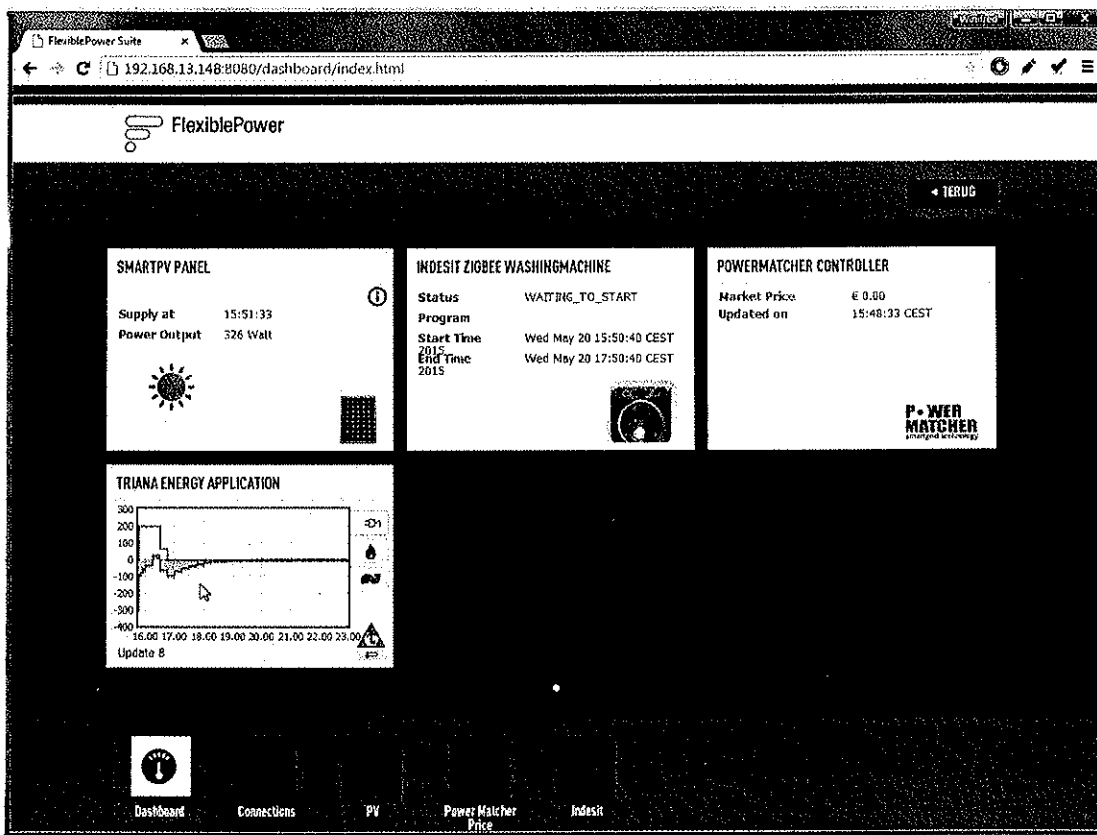 Winifred
FlexiblePower Suite
192.168.13.148:8080/dashboard/index.html
FlexiblePower
TERUG
SMARTPV PANEL
Supply at 15:51:33
Power Output 326 Watt
INDESIT ZIGBEE WASHINGMACHINE
Status WAITING_TO_START
Program
Start Time Wed May 20 15:50:40 CEST
2015
End Time Wed May 20 17:50:40 CEST
2015
POWERMATCHER CONTROLLER
Market Price € 0.00
Updated on 15:48:33 CEST
P WER
MATCHER
TRIANA ENERGY APPLICATION
300
200
100
0
-100
-200
-300
-400
16.00 17.00 18.00 19.00 20.00 21.00 22.00 23.00
Update 8
Dashboard
Connections
PV
Power Matcher
Price
Indesit